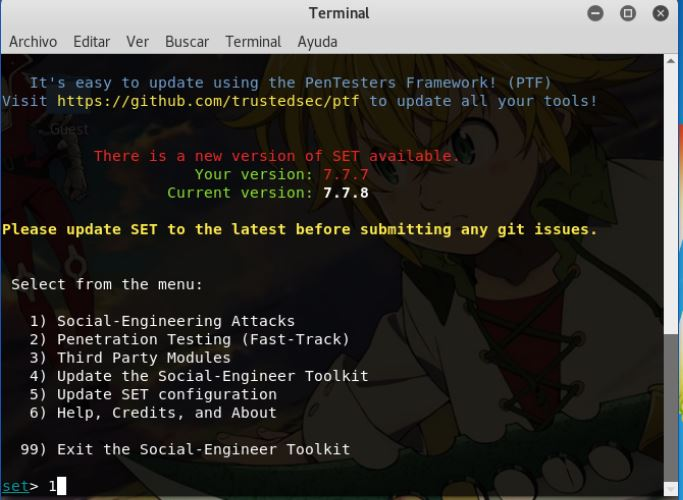 Terminal
Archivo Editar Ver Buscar Terminal Ayuda
It's easy to update using the PenTesters Framework! (PTF)
Visit https://github.com/trustedsec/ptf to update all your tools!
Guest
There is a new version of SET available.
Your version: 7.7.7
Current version: 7.7.8
Please update SET to the latest before submitting any git issues.
Select from the menu:
1) Social-Engineering Attacks
2) Penetration Testing (Fast-Track)
3) Third Party Modules
4) Update the Social-Engineer Toolkit
5) Update SET configuration
6) Help, Credits, and About
99) Exit the Social-Engineer Toolkit
set> 1